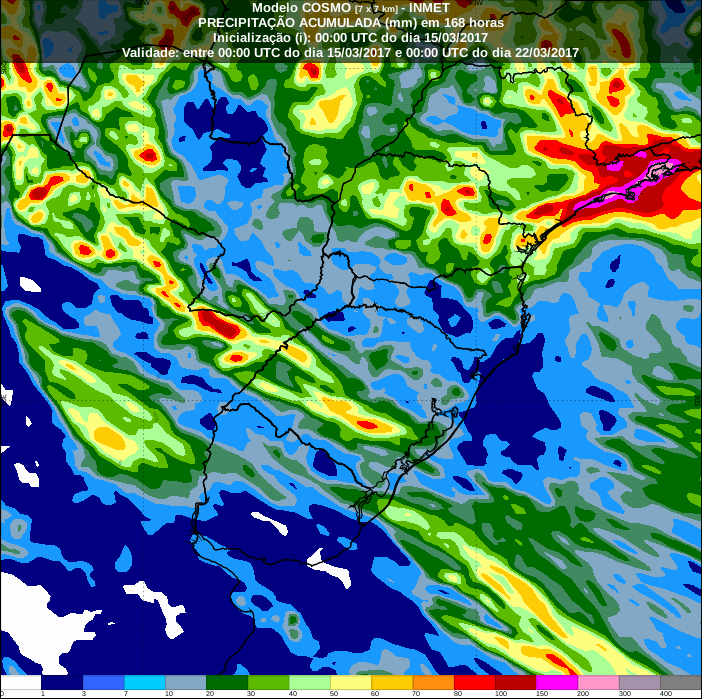 Modelo COSMO [7 x 7 km] - INMET
PRECIPITAÇÃO ACUMULADA (mm) em 168 horas
Inicialização (i): 00:00 UTC do dia 15/03/2017
Validade: entre 00:00 UTC do dia 15/03/2017 e 00:00 UTC do dia 22/03/2017
0 1 3 7 10 20 30 40 50 60 70 80 100 150 200 300 400